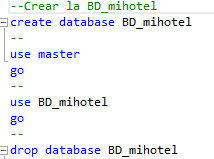 --Crear la BD_mihotel
create database BD_mihotel
--
use master
go
--
use BD_mihotel
go
--
drop database BD_mihotel